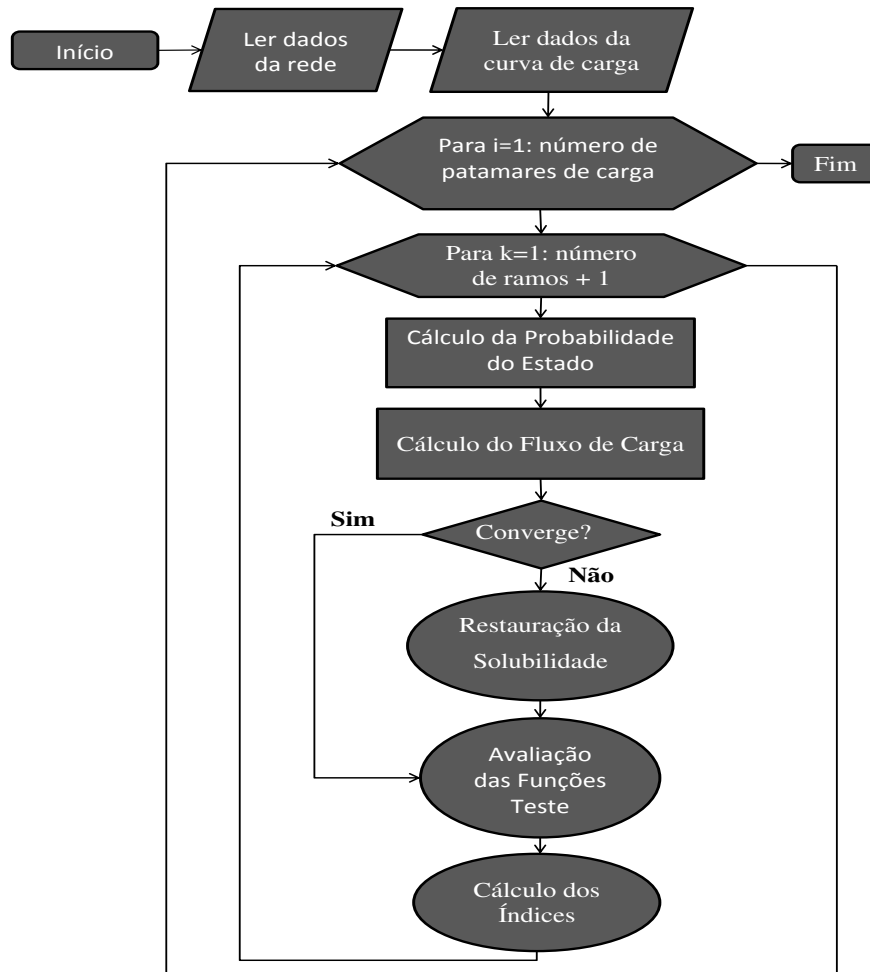 Início
Ler dados
da rede
Ler dados da
curva de carga
Para i=1: número de
patamares de carga
Fim
Para k=1: número
de ramos + 1
Cálculo da Probabilidade
do Estado
Cálculo do Fluxo de Carga
Sim
Converge?
Não
Restauração da
Solubilidade
Avaliação
das Funções
Teste
Cálculo dos
Índices